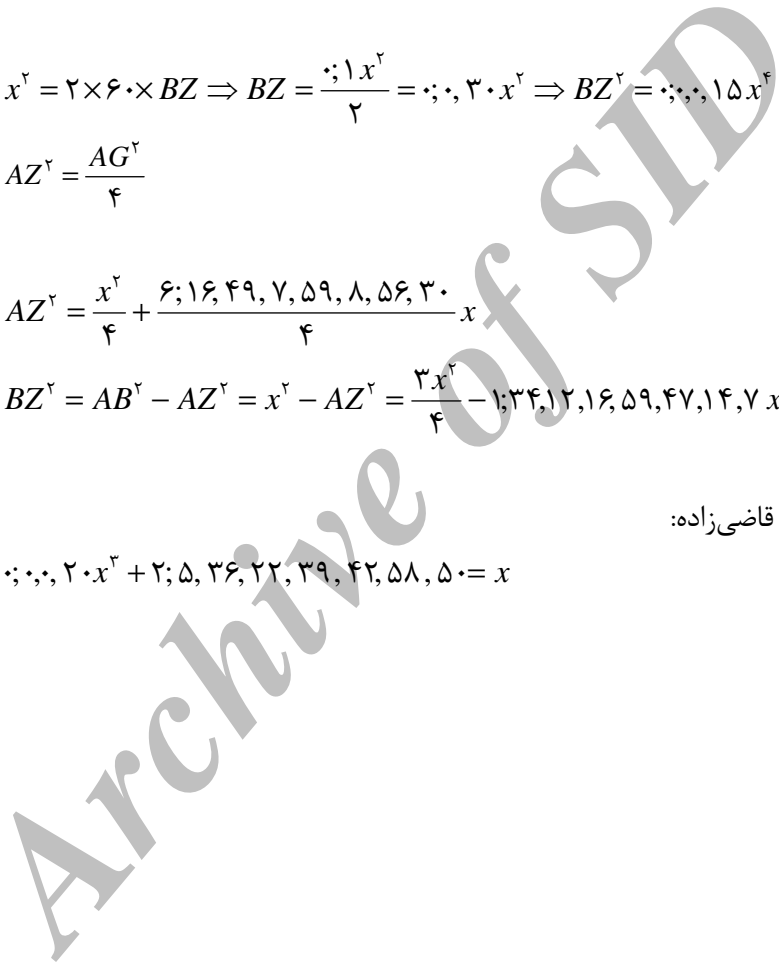 x^۲ = ۲×۶۰×BZ ⇒ BZ = ۰;۱x^۲/۲ = ۰;۰,۳۰x^۲ ⇒ BZ^۲ = ۰;۰,۰,۱۵x^۴
AZ^۲ = AG^۲/۴
AZ^۲ = x^۲/۴ + ۶;۱۶,۴۹,۷,۵۹,۸,۵۶,۳۰/۴ x
BZ^۲ = AB^۲ − AZ^۲ = x^۲ − AZ^۲ = ۳x^۲/۴ − ۱;۳۴,۱۲,۱۶,۵۹,۴۷,۱۴,۷ x
قاضی‌زاده:
۰;۰,۰,۲۰x^۳ + ۲;۵,۳۶,۲۲,۳۹,۴۲,۵۸,۵۰ = x
Archive of SID